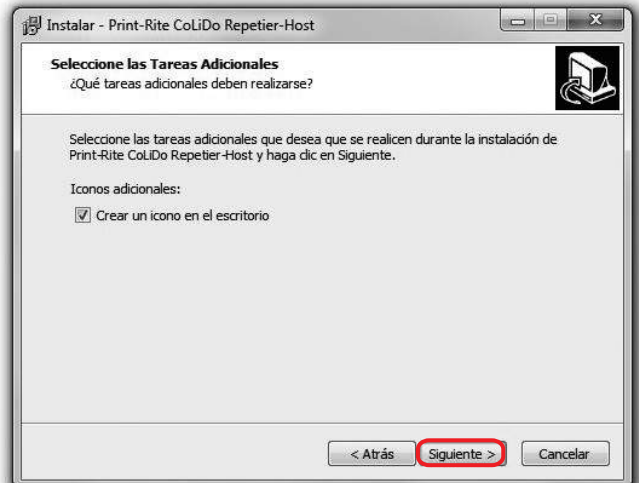 Instalar - Print-Rite CoLiDo Repetier-Host
Seleccione las Tareas Adicionales
¿Qué tareas adicionales deben realizarse?
Seleccione las tareas adicionales que desea que se realicen durante la instalación de
Print-Rite CoLiDo Repetier-Host y haga clic en Siguiente.
Iconos adicionales:
Crear un icono en el escritorio
< Atrás Siguiente > Cancelar